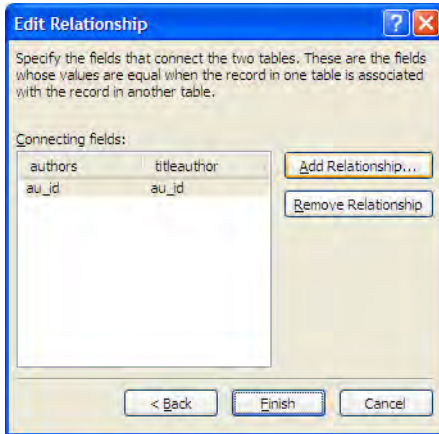 Edit Relationship
Specify the fields that connect the two tables. These are the fields
whose values are equal when the record in one table is associated
with the record in another table.
Connecting fields:
authors titleauthor
au_id au_id
Add Relationship...
Remove Relationship
< Back Finish Cancel